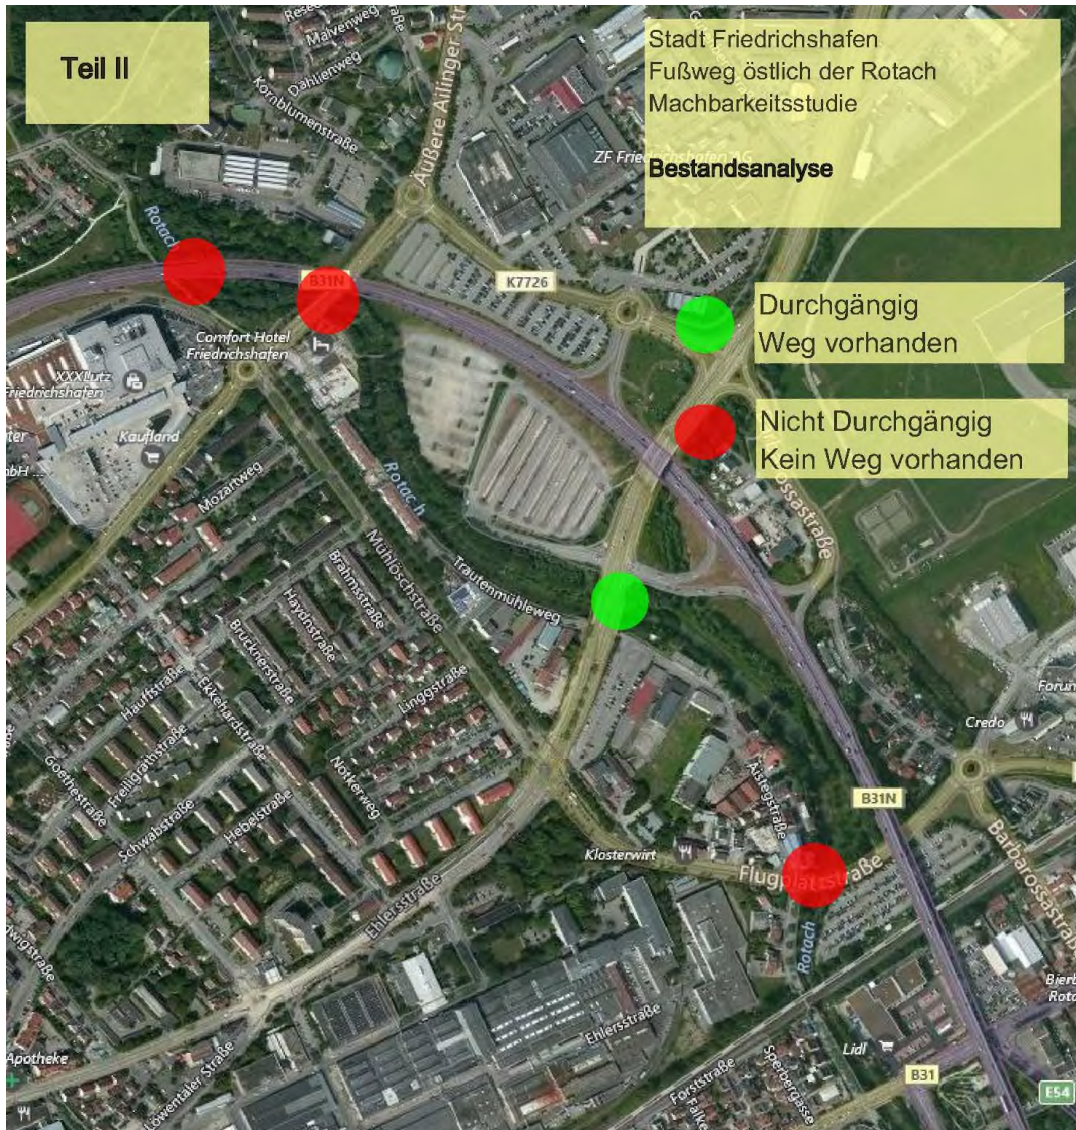 Teil II
Stadt Friedrichshafen
Fußweg östlich der Rotach
Machbarkeitsstudie
Bestandsanalyse
Malvenweg
Dahlienweg
Kornblumenstraße
Äußere Ailinger Str
ZF Frie
Rotach
B31N
K7726
Durchgängig
Weg vorhanden
Comfort Hotel
Friedrichshafen
XXXLutz
Friedrichshafen
Kaufland
Nicht Durchgängig
Kein Weg vorhanden
Mozartweg
Rotach
Mühlöschstraße
Brahmsstraße
Haydnstraße
Brucknerstraße
Ekkehardstraße
Hauffstraße
Freiligrathstraße
Goethestraße
Schwabstraße
Hebelstraße
Notkerweg
Linggstraße
Trautenmühleweg
Credo
B31N
Aistegstraße
Klosterwirt
Flugplatzstraße
Barbarossastraße
Ehlersstraße
Rotach
Ehlersstraße
Apotheke
Löwentaler Straße
Forststraße
Sperbergasse
Lidl
B31
E54